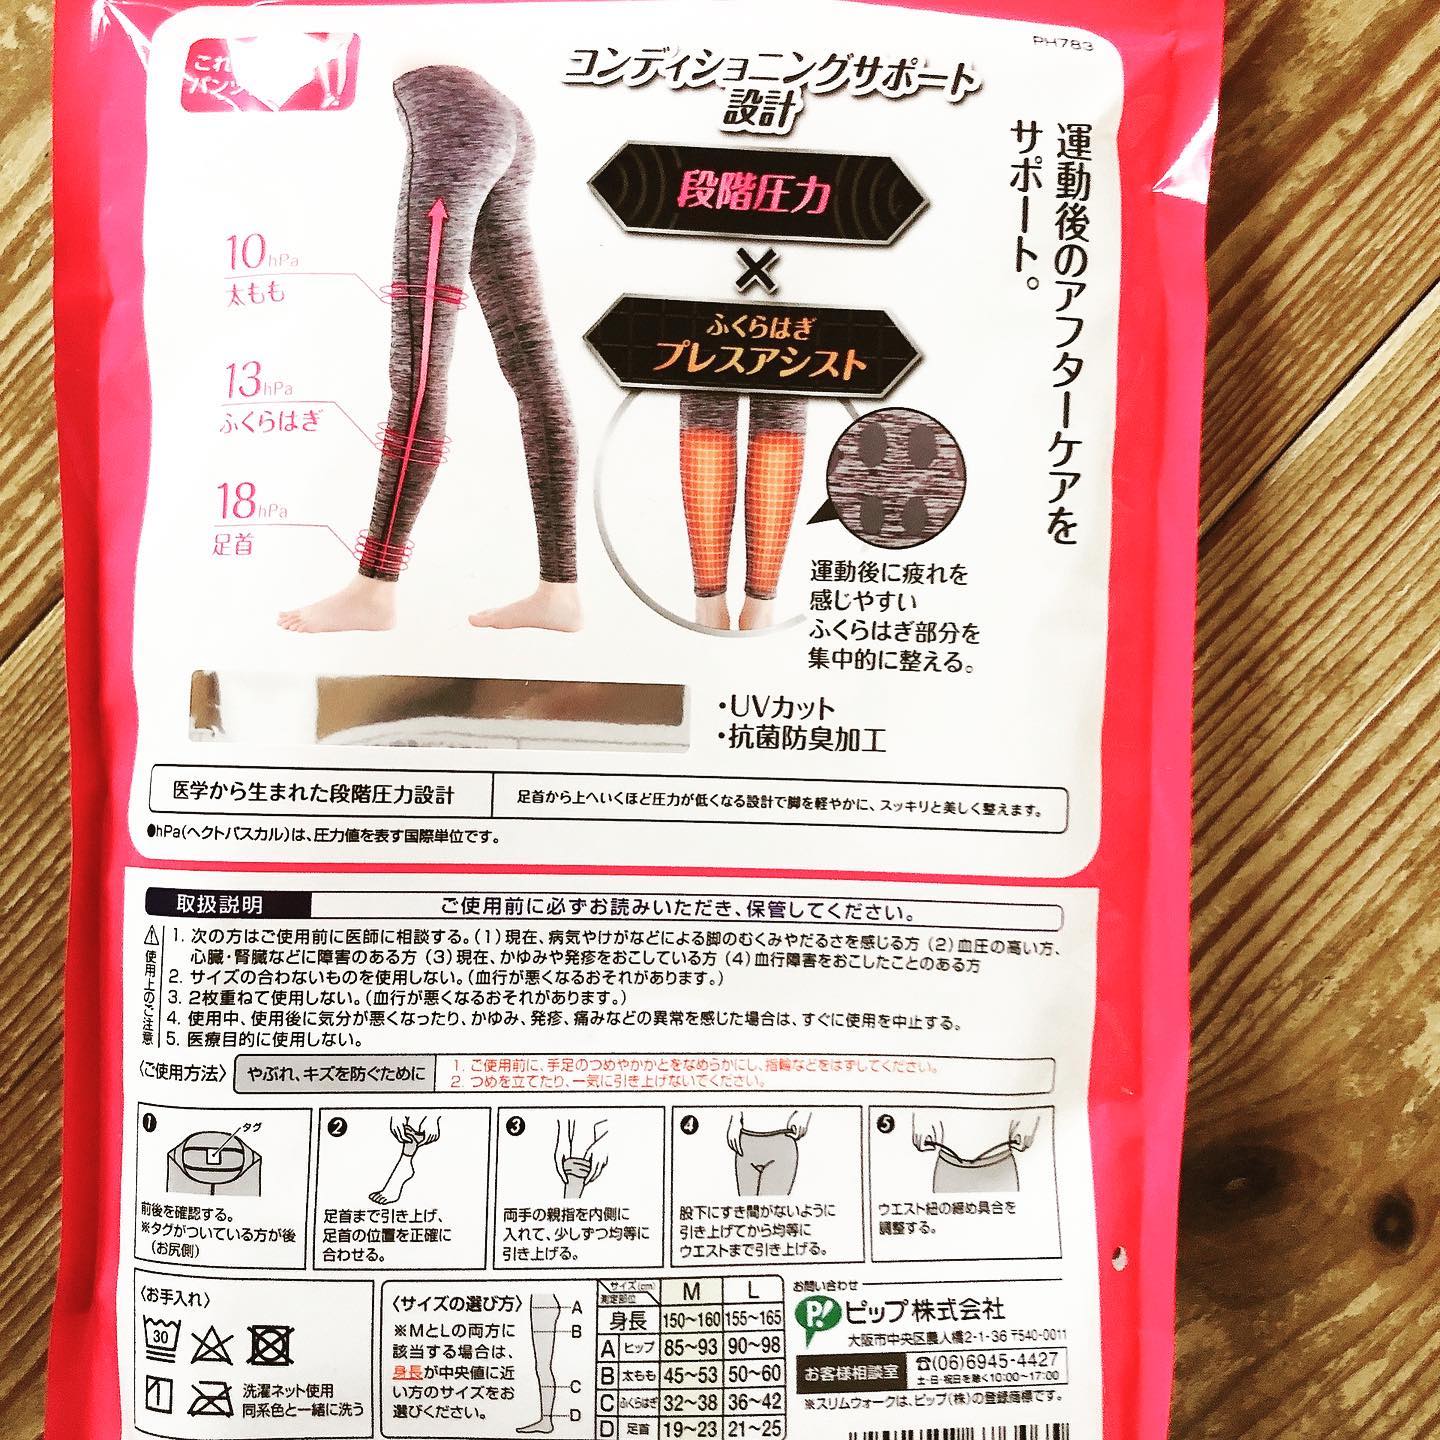 これ
パンツ
PH783
コンディショニングサポート
設計
運動後のアフターケアを
サポート。
段階圧力
×
ふくらはぎ
プレスアシスト
10hPa
太もも
13hPa
ふくらはぎ
18hPa
足首
運動後に疲れを
感じやすい
ふくらはぎ部分を
集中的に整える。
・UVカット
・抗菌防臭加工
医学から生まれた段階圧力設計
足首から上へいくほど圧力が低くなる設計で脚を軽やかに、スッキリと美しく整えます。
●hPa(ヘクトパスカル)は、圧力値を表す国際単位です。
取扱説明
ご使用前に必ずお読みいただき、保管してください。
使用上のご注意
1. 次の方はご使用前に医師に相談する。(1)現在、病気やけがなどによる脚のむくみやだるさを感じる方 (2)血圧の高い方、
心臓・腎臓などに障害のある方 (3)現在、かゆみや発疹をおこしている方 (4)血行障害をおこしたことのある方
2. サイズの合わないものを使用しない。(血行が悪くなるおそれがあります。)
3. 2枚重ねて使用しない。(血行が悪くなるおそれがあります。)
4. 使用中、使用後に気分が悪くなったり、かゆみ、発疹、痛みなどの異常を感じた場合は、すぐに使用を中止する。
5. 医療目的に使用しない。
〈ご使用方法〉
やぶれ、キズを防ぐために
1. ご使用前に、手足のつめやかかとをなめらかにし、指輪などをはずしてください。
2. つめを立てたり、一気に引き上げないでください。
❶
タグ
前後を確認する。
※タグがついている方が後
(お尻側)
❷
足首まで引き上げ、
足首の位置を正確に
合わせる。
❸
両手の親指を内側に
入れて、少しずつ均等に
引き上げる。
❹
股下にすき間がないように
引き上げてから均等に
ウエストまで引き上げる。
❺
ウエスト紐の締め具合を
調整する。
〈お手入れ〉
30
洗濯ネット使用
同系色と一緒に洗う
〈サイズの選び方〉
※MとLの両方に
該当する場合は、
身長が中央値に近
い方のサイズをお
選びください。
A
B
C
D
サイズ(cm)
測定部位
M L
身長 150~160 155~165
A ヒップ 85~93 90~98
B 太もも 45~53 50~60
C ふくらはぎ 32~38 36~42
D 足首 19~23 21~25
お問い合わせ
P!
ピップ株式会社
大阪市中央区農人橋2-1-36 〒540-0011
お客様相談室
☎(06)6945-4427
土・日・祝日を除く10:00~17:00
※スリムウォークは、ピップ(株)の登録商標です。